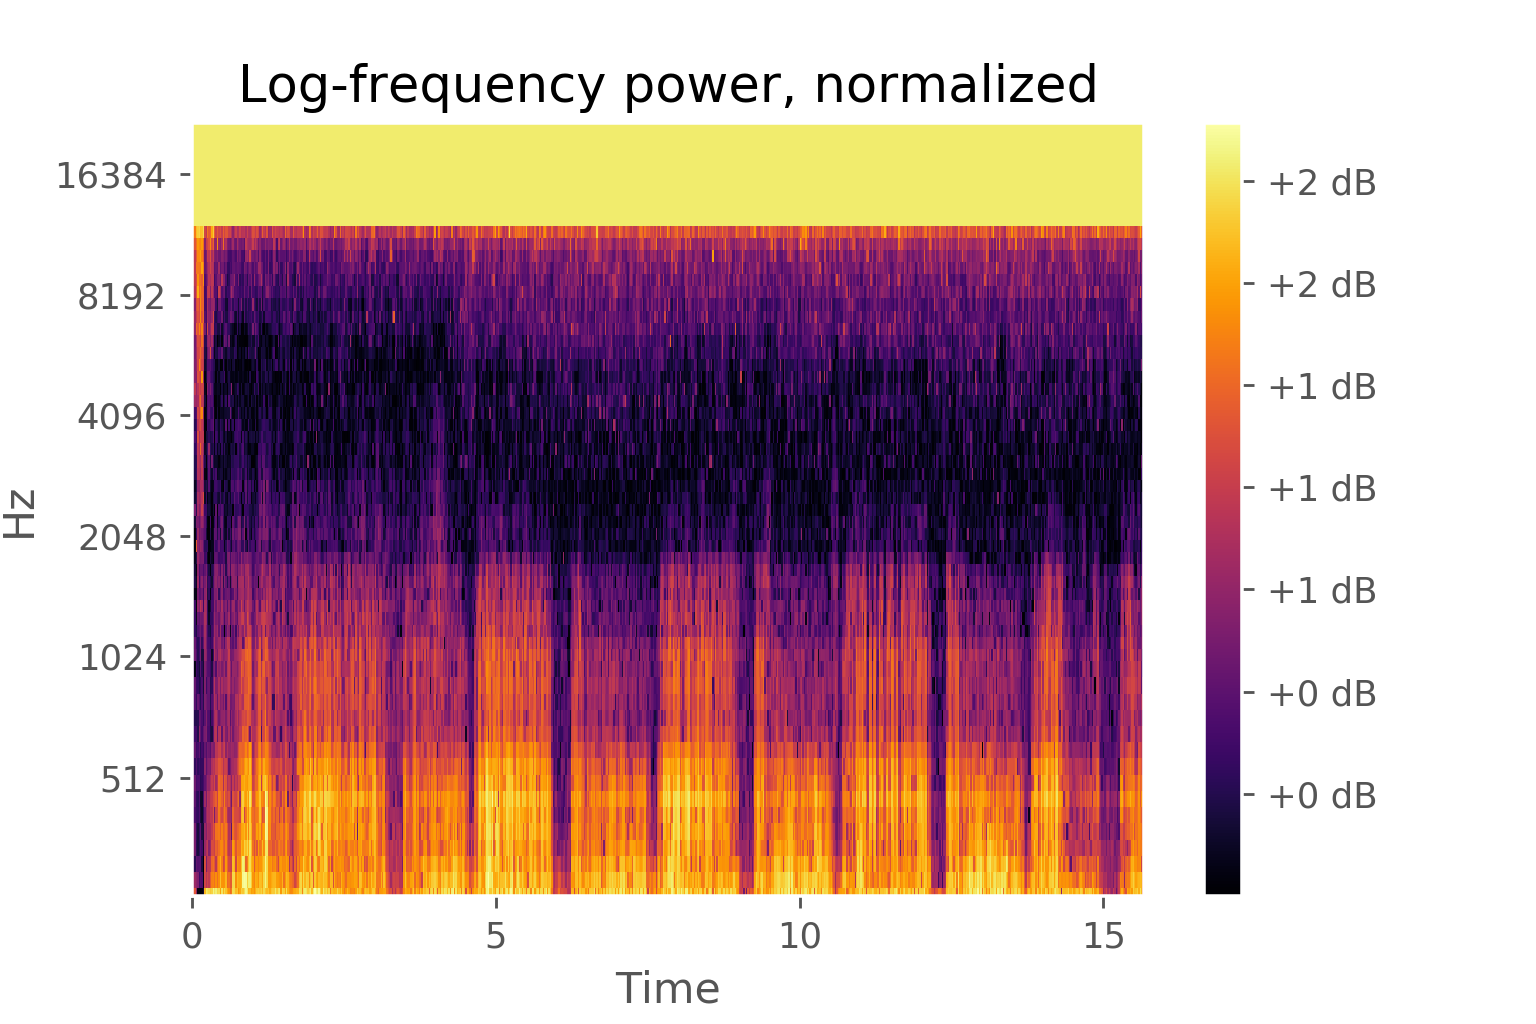 Log-frequency power, normalized
16384
8192
4096
2048
1024
512
Hz
0 5 10 15
Time
+2 dB
+2 dB
+1 dB
+1 dB
+1 dB
+0 dB
+0 dB